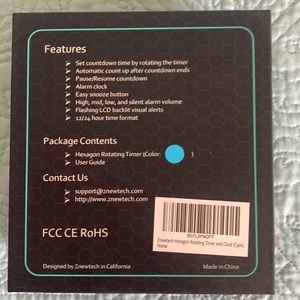 Features
Set countdown time by rotating the timer
Automatic count up after countdown ends
Pause/Resume countdown
Alarm clock
Easy snooze button
High, mid, low, and silent alarm volume
Flashing LCD backlit visual alerts
12/24 hour time format
Package Contents
Hexagon Rotating Timer (Color: )
User Guide
Contact Us
support@znewtech.com
http://www.znewtech.com
FCC CE RoHS
Znewtech Hexagon Rotating Timer and Clock (Cyan)
New
Designed by Znewtech in California
Made in China